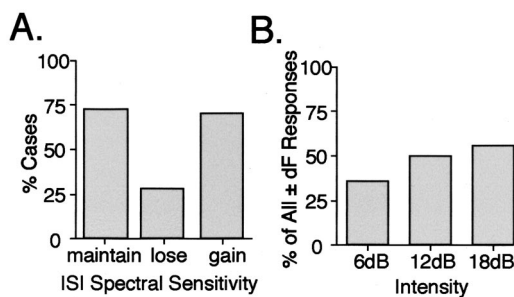 A.
% Cases
100
75
50
25
0
maintain lose gain
ISI Spectral Sensitivity
B.
% of All ± dF Responses
100
75
50
25
0
6dB 12dB 18dB
Intensity